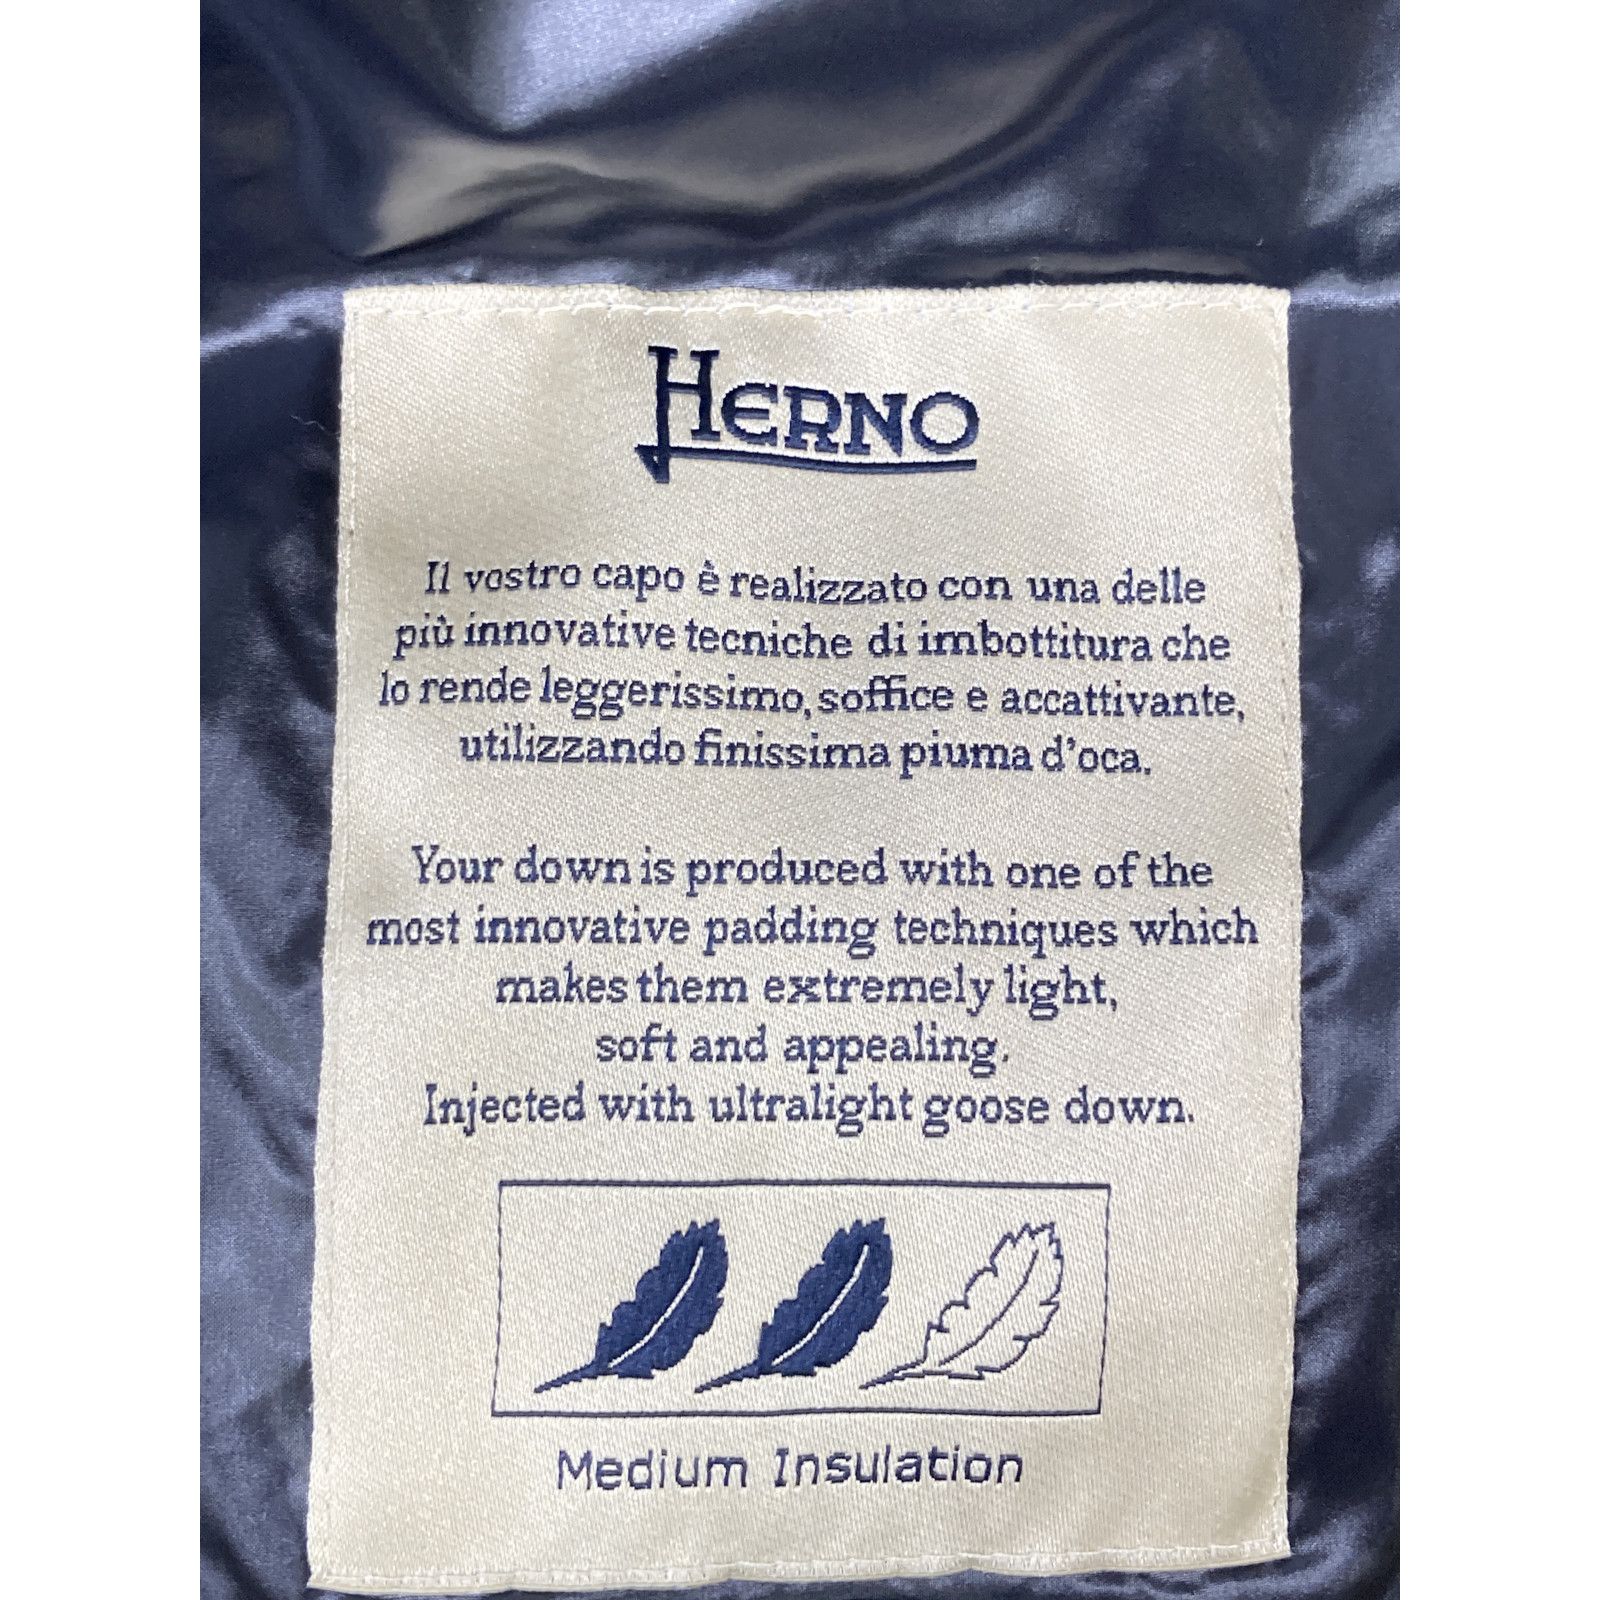 HERNO
Il vostro capo è realizzato con una delle
più innovative tecniche di imbottitura che
lo rende leggerissimo, soffice e accattivante,
utilizzando finissima piuma d'oca.
Your down is produced with one of the
most innovative padding techniques which
makes them extremely light,
soft and appealing.
Injected with ultralight goose down.
Medium Insulation